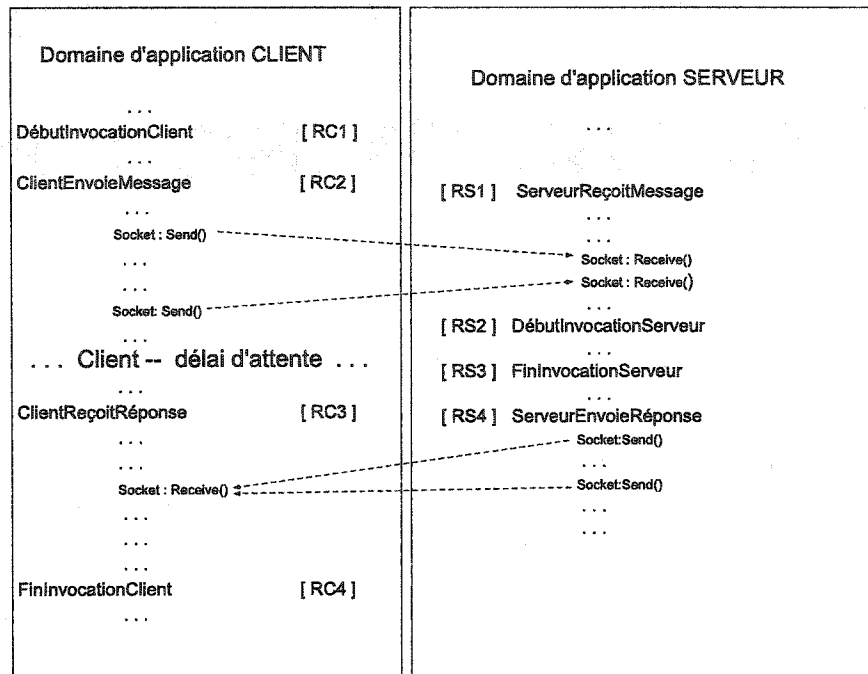 Domaine d'application CLIENT
. . .
DébutInvocationClient [ RC1 ]
. . .
ClientEnvoieMessage [ RC2 ]
. . .
Socket : Send()
. . .
. . .
Socket: Send()
. . .
. . . Client -- délai d'attente . . .
. . .
ClientReçoitRéponse [ RC3 ]
. . .
. . .
Socket : Receive()
. . .
. . .
. . .
FinInvocationClient [ RC4 ]
. . .
Domaine d'application SERVEUR
. . .
[ RS1 ] ServeurReçoitMessage
. . .
. . .
Socket : Receive()
Socket : Receive()
. . .
[ RS2 ] DébutInvocationServeur
. . .
[ RS3 ] FinInvocationServeur
. . .
[ RS4 ] ServeurEnvoieRéponse
Socket:Send()
. . .
Socket:Send()
. . .
. . .